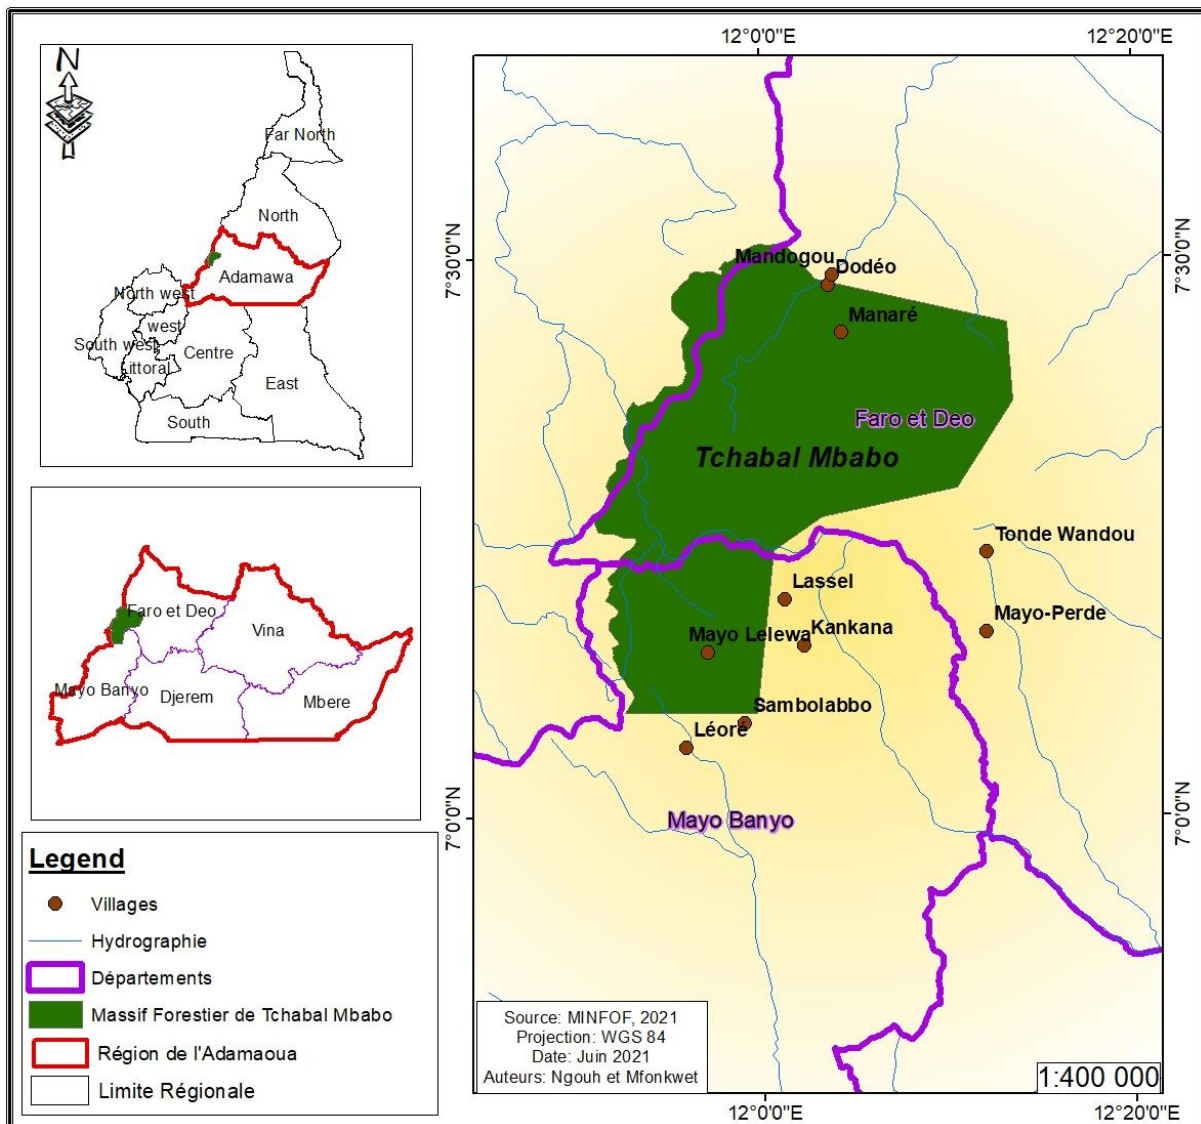 N
Far North
North
Adamawa
North west
west
South west
Littoral
Centre
East
South
Faro et Deo
Vina
Mayo Banyo
Djerem
Mbere
Legend
Villages
Hydrographie
Départements
Massif Forestier de Tchabal Mbabo
Région de l'Adamaoua
Limite Régionale
12°0'0"E
12°20'0"E
7°30'0"N
7°30'0"N
Mandogou
Dodéo
Manaré
Faro et Deo
Tchabal Mbabo
Tonde Wandou
Lassel
Mayo-Perde
Kankana
Mayo Lelewa
Sambolabbo
Léoré
7°0'0"N
7°0'0"N
Mayo Banyo
Source: MINFOF, 2021
Projection: WGS 84
Date: Juin 2021
Auteurs: Ngouh et Mfonkwet
1:400 000
12°0'0"E
12°20'0"E